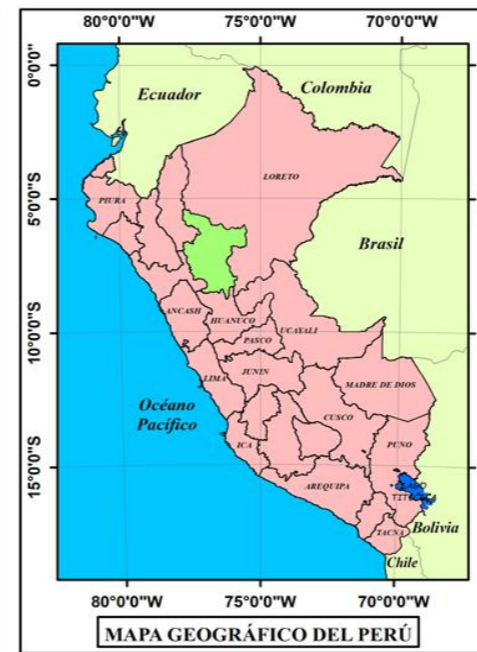 80°0'0"W 75°0'0"W 70°0'0"W
0°0'0"
5°0'0"S
10°0'0"S
15°0'0"S
Ecuador
Colombia
LORETO
PIURA
Brasil
ANCASH
HUANUCO
UCAYALI
PASCO
LIMA
JUNIN
MADRE DE DIOS
Océano
Pacífico
CUSCO
ICA
PUNO
AREQUIPA
LAGO
TITICACA
Bolivia
TACNA
Chile
80°0'0"W 75°0'0"W 70°0'0"W
MAPA GEOGRÁFICO DEL PERÚ